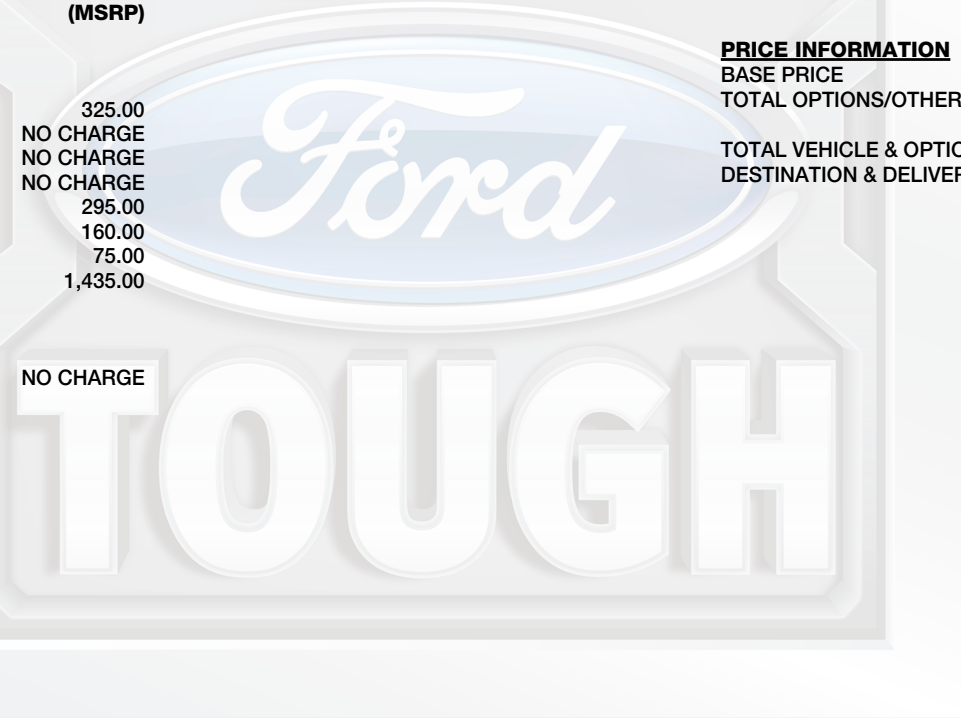 (MSRP)
325.00
NO CHARGE
NO CHARGE
NO CHARGE
295.00
160.00
75.00
1,435.00
NO CHARGE
PRICE INFORMATION
BASE PRICE
TOTAL OPTIONS/OTHER
TOTAL VEHICLE & OPTIO
DESTINATION & DELIVER
Ford
TOUGH